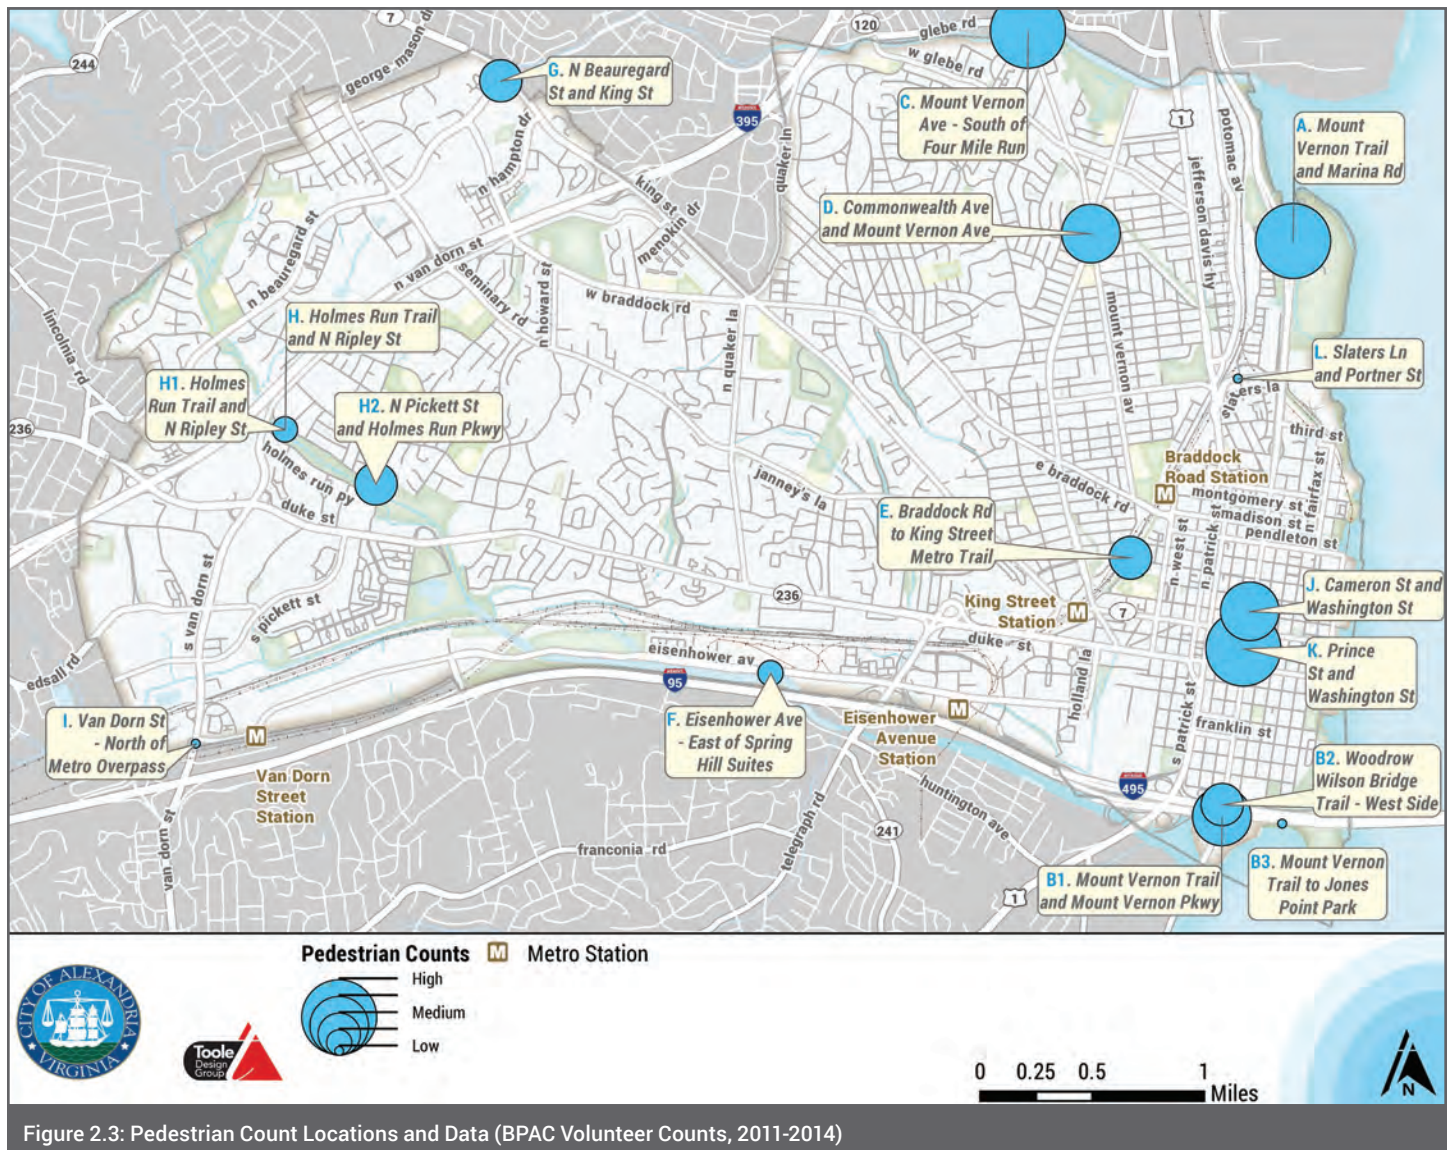 7
244
george mason dr
G. N Beauregard
St and King St
120
glebe rd
w glebe rd
395
quaker ln
C. Mount Vernon
Ave - South of
Four Mile Run
1
potomac av
A. Mount
Vernon Trail
and Marina Rd
n hampton dr
king st
menokin dr
jefferson davis hy
D. Commonwealth Ave
and Mount Vernon Ave
n beauregard st
n van dorn st
seminary rd
n howard st
w braddock rd
mount vernon av
lincolnia rd
H. Holmes Run Trail
and N Ripley St
n quaker la
L. Slaters Ln
and Portner St
slaters la
H1. Holmes
Run Trail and
N Ripley St
H2. N Pickett St
and Holmes Run Pkwy
236
third st
holmes run py
duke st
janney's la
e braddock rd
Braddock
Road Station
M
montgomery st
madison st
pendleton st
n fairfax st
E. Braddock Rd
to King Street
Metro Trail
n west st
n patrick st
s van dorn st
s pickett st
236
King Street
Station
M
7
J. Cameron St and
Washington St
duke st
K. Prince
St and
Washington St
edsall rd
eisenhower av
95
holland la
s patrick st
I. Van Dorn St
- North of
Metro Overpass
M
Van Dorn
Street
Station
F. Eisenhower Ave
- East of Spring
Hill Suites
Eisenhower
Avenue
Station
M
franklin st
B2. Woodrow
Wilson Bridge
Trail - West Side
495
huntington ave
telegraph rd
241
van dorn st
franconia rd
1
B1. Mount Vernon Trail
and Mount Vernon Pkwy
B3. Mount Vernon
Trail to Jones
Point Park
Pedestrian Counts
M Metro Station
High
Medium
Low
CITY OF ALEXANDRIA
VIRGINIA
Toole
Design
Group
0 0.25 0.5 1
Miles
N
Figure 2.3: Pedestrian Count Locations and Data (BPAC Volunteer Counts, 2011-2014)